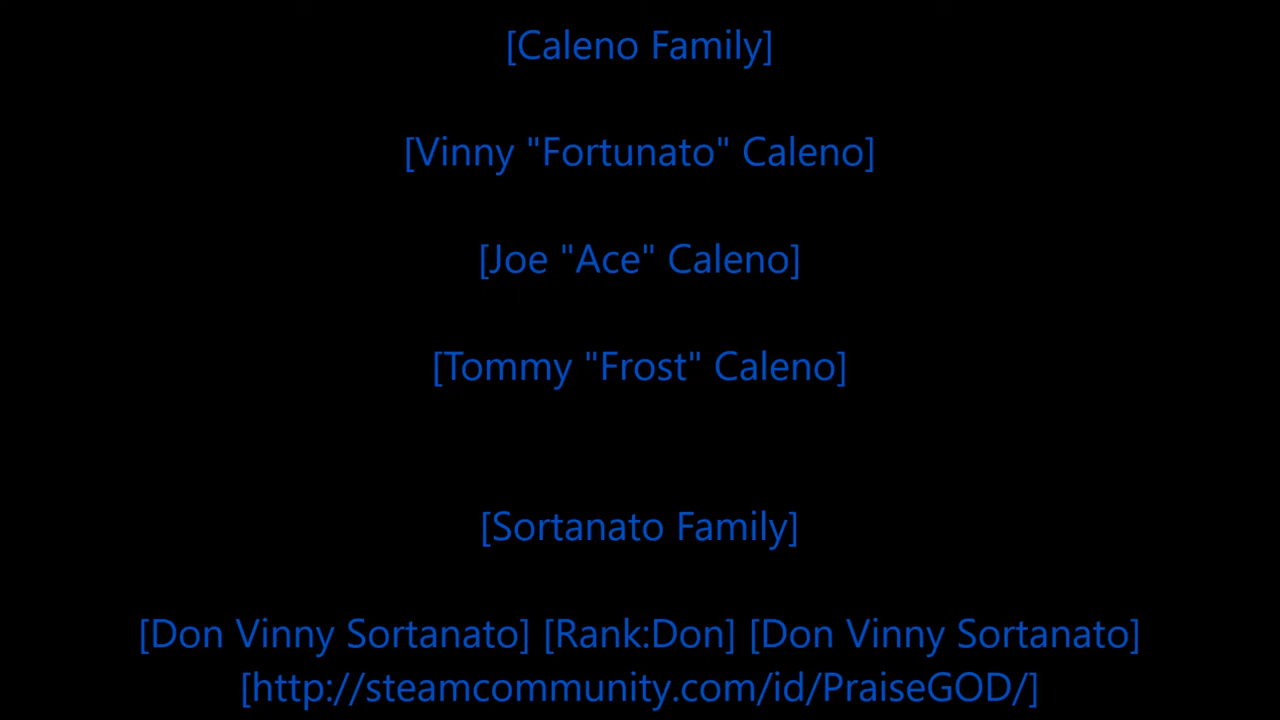 [Caleno Family]
[Vinny "Fortunato" Caleno]
[Joe "Ace" Caleno]
[Tommy "Frost" Caleno]
[Sortanato Family]
[Don Vinny Sortanato] [Rank:Don] [Don Vinny Sortanato]
[http://steamcommunity.com/id/PraiseGOD/]